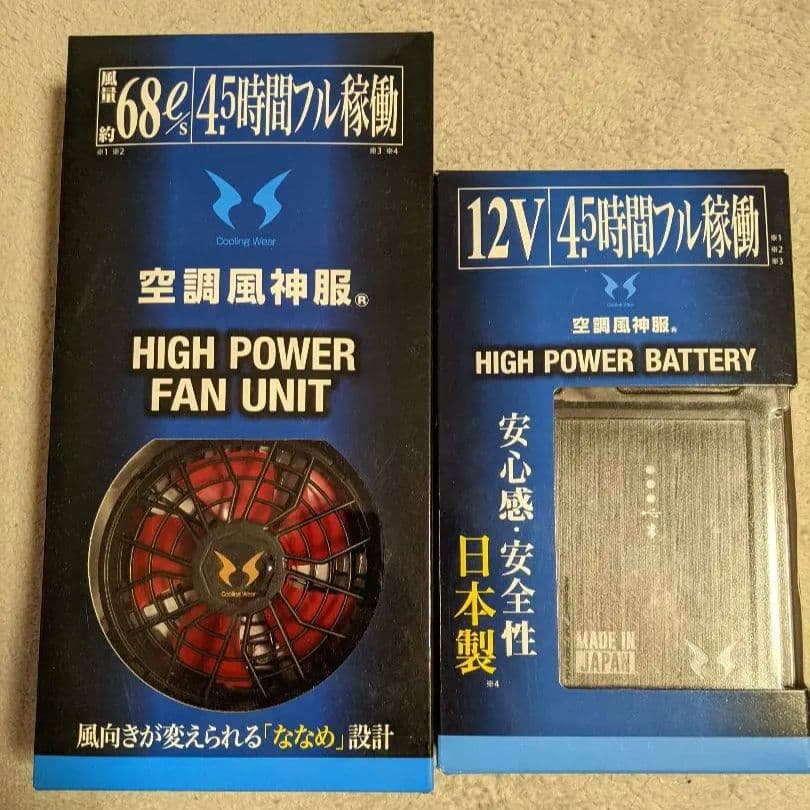 風量 約 68ℓ/s 4.5時間フル稼働
※1 ※2 ※3 ※4
Cooling Wear
空調風神服®
HIGH POWER
FAN UNIT
Cooling Wear
風向きが変えられる「ななめ」設計
12V 4.5時間フル稼働
※1
※2
※3
Cooling Wear
空調風神服®
HIGH POWER BATTERY
安心感・安全性
日本製
※4
MADE IN
JAPAN